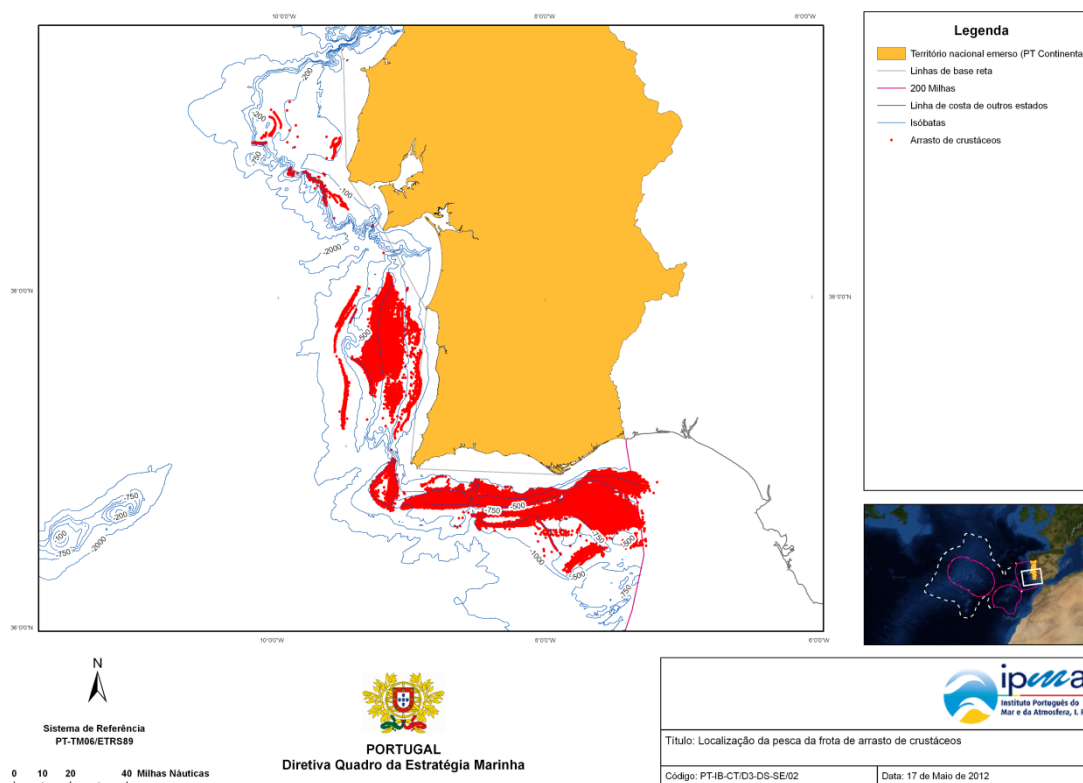 10°0'0"W
8°0'0"W
6°0'0"W
-200
-200
-750
-100
-2000
38°0'0"N
38°0'0"N
-500
-750
-500
-750
-200
-100
-750
-2000
-1000
-750
-500
-500
-750
36°0'0"N
36°0'0"N
10°0'0"W
8°0'0"W
6°0'0"W
Legenda
Território nacional emerso (PT Continenta
Linhas de base reta
200 Milhas
Linha de costa de outros estados
Isóbatas
Arrasto de crustáceos
N
Sistema de Referência
PT-TM06/ETRS89
0 10 20 40 Milhas Náuticas
PORTUGAL
Diretiva Quadro da Estratégia Marinha
ipma
Instituto Português do
Mar e da Atmosfera, I. P
Título: Localização da pesca da frota de arrasto de crustáceos
Código: PT-IB-CT/D3-DS-SE/02
Data: 17 de Maio de 2012